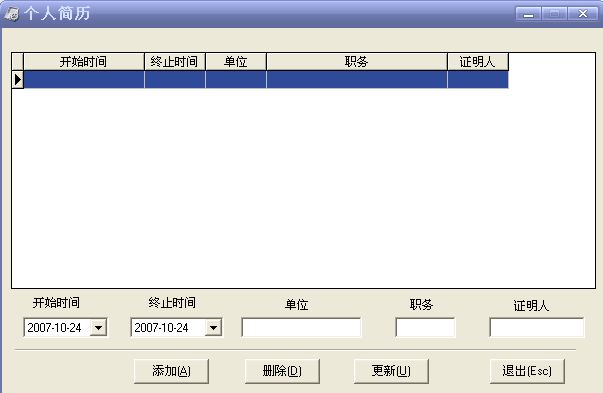 个人简历
开始时间 终止时间 单位 职务 证明人
开始时间 终止时间 单位 职务 证明人
2007-10-24 2007-10-24
添加(A) 删除(D) 更新(U) 退出(Esc)